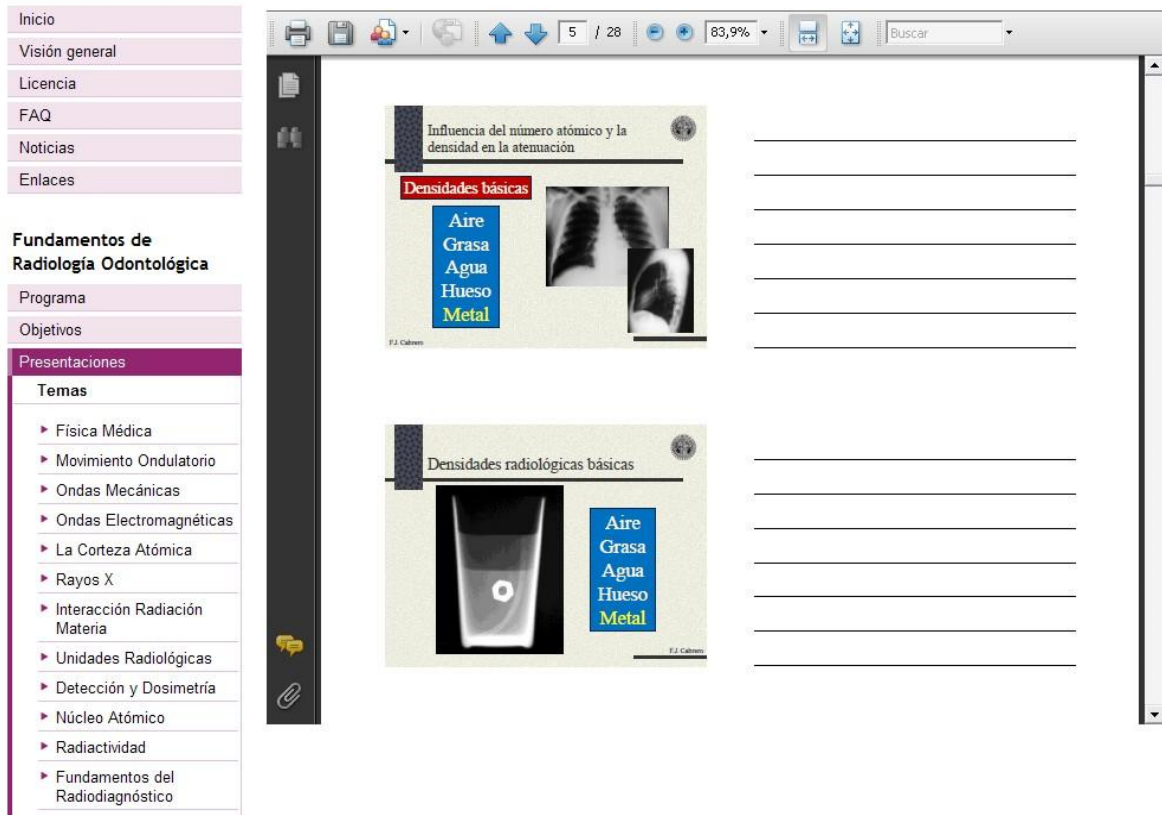 Inicio
Visión general
Licencia
FAQ
Noticias
Enlaces
Fundamentos de
Radiología Odontológica
Programa
Objetivos
Presentaciones
Temas
Física Médica
Movimiento Ondulatorio
Ondas Mecánicas
Ondas Electromagnéticas
La Corteza Atómica
Rayos X
Interacción Radiación
Materia
Unidades Radiológicas
Detección y Dosimetría
Núcleo Atómico
Radiactividad
Fundamentos del
Radiodiagnóstico
5 / 28 83,9% Buscar
Influencia del número atómico y la
densidad en la atenuación
Densidades básicas
Aire
Grasa
Agua
Hueso
Metal
F.J. Cabrero
Densidades radiológicas básicas
Aire
Grasa
Agua
Hueso
Metal
F.J. Cabrero